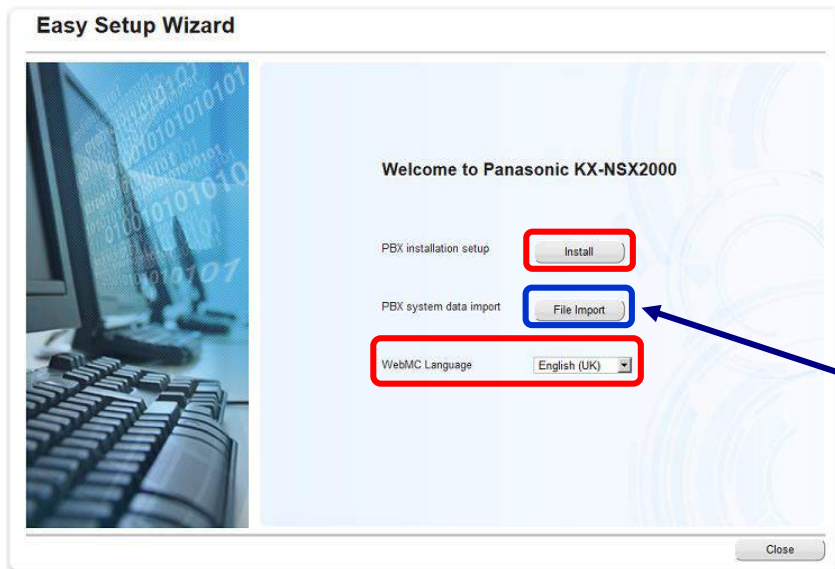 Easy Setup Wizard
Welcome to Panasonic KX-NSX2000
PBX installation setup
Install
PBX system data import
File Import
WebMC Language
English (UK)
Close